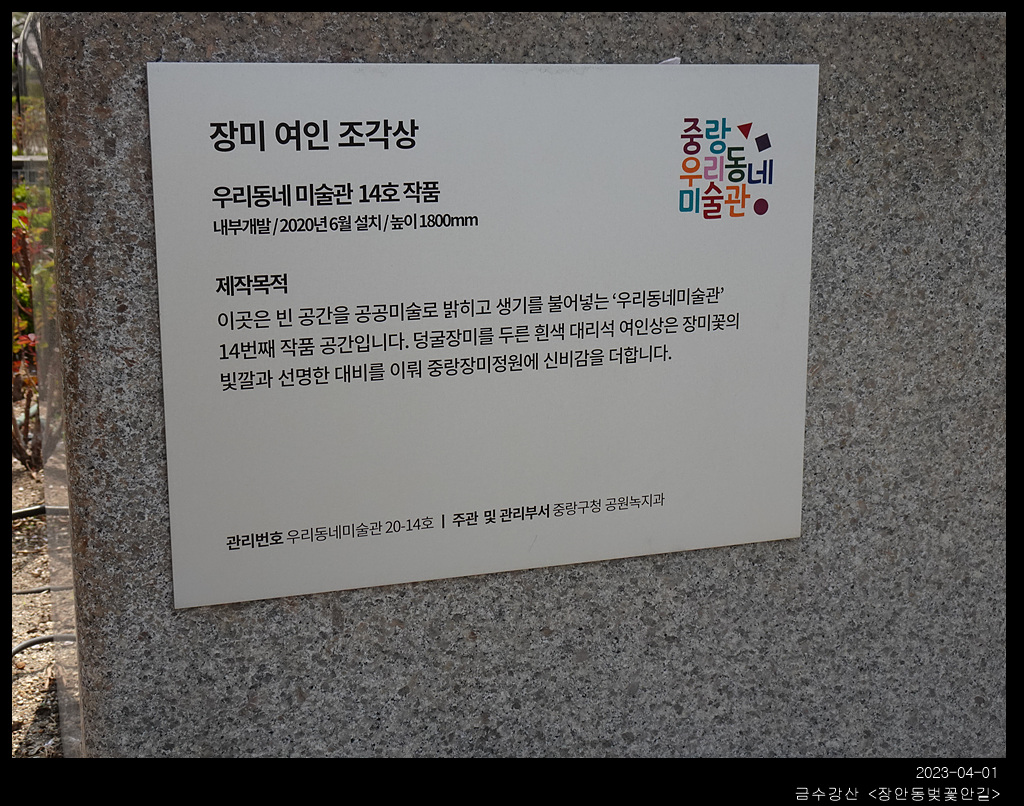 장미 여인 조각상
중랑
우리동네
미술관
우리동네 미술관 14호 작품
내부개발 / 2020년 6월 설치 / 높이 1800mm
제작목적
이곳은 빈 공간을 공공미술로 밝히고 생기를 불어넣는 ‘우리동네미술관’
14번째 작품 공간입니다. 덩굴장미를 두른 흰색 대리석 여인상은 장미꽃의
빛깔과 선명한 대비를 이뤄 중랑장미정원에 신비감을 더합니다.
관리번호 우리동네미술관 20-14호 | 주관 및 관리부서 중랑구청 공원녹지과
2023-04-01
금수강산 <장안동벚꽃안길>